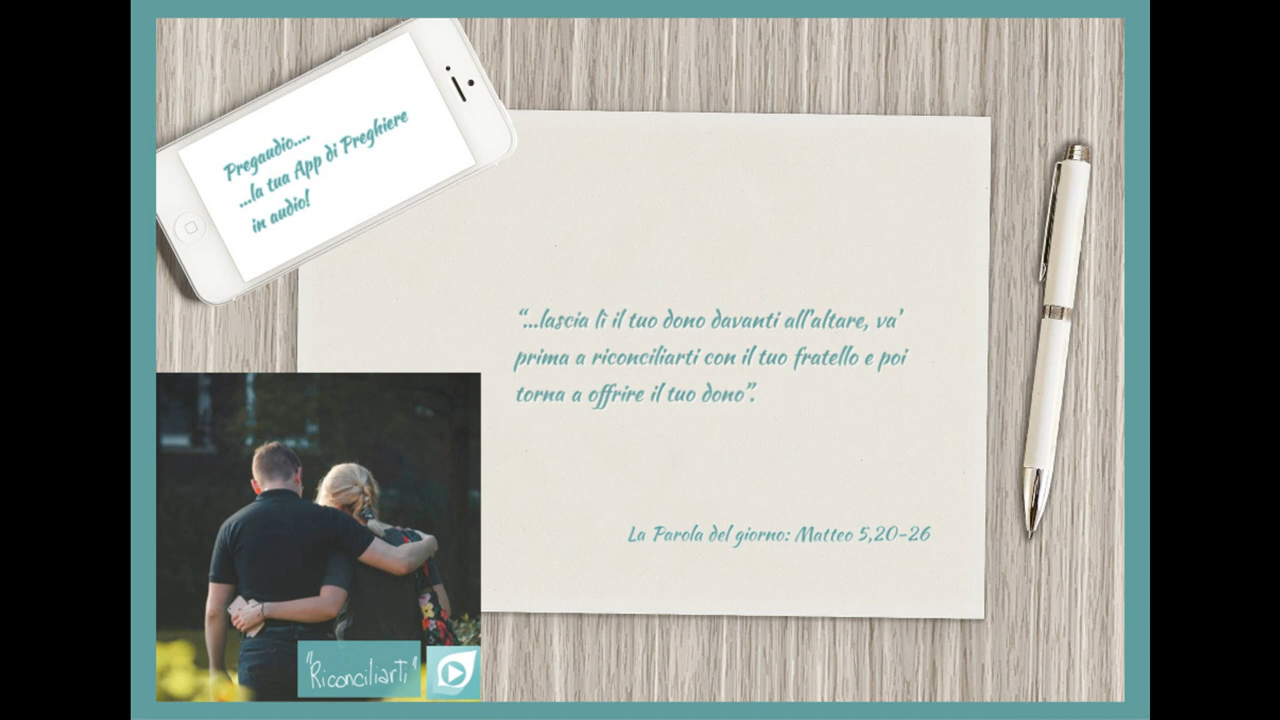 Pregaudio....
...la tua App di Preghiere
in audio!
“...lascia lì il tuo dono davanti all'altare, va'
prima a riconciliarti con il tuo fratello e poi
torna a offrire il tuo dono”.
La Parola del giorno: Matteo 5,20-26
"Riconciliarti"